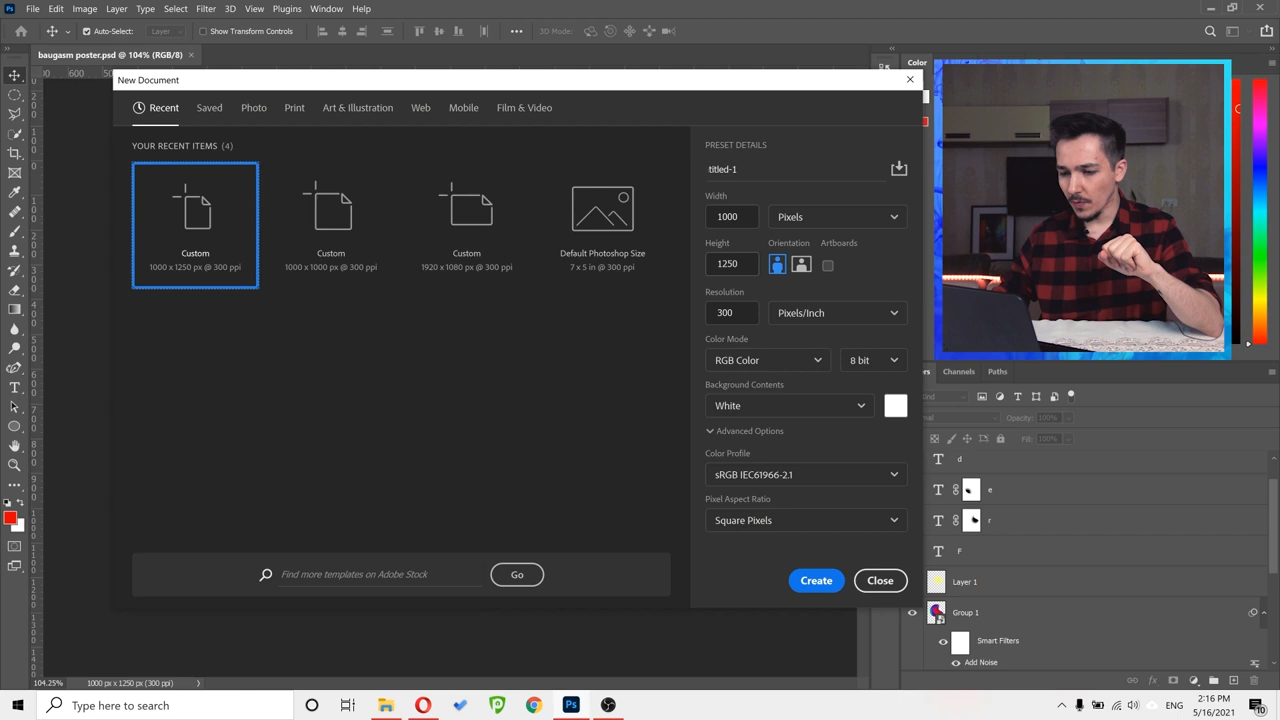 Ps File Edit Image Layer Type Select Filter 3D View Plugins Window Help
Auto-Select: Layer Show Transform Controls 3D Mode:
baugasm poster.psd @ 104% (RGB/8)
Color
600
New Document
Recent Saved Photo Print Art & Illustration Web Mobile Film & Video
YOUR RECENT ITEMS (4)
Custom
1000 x 1250 px @ 300 ppi
Custom
1000 x 1000 px @ 300 ppi
Custom
1920 x 1080 px @ 300 ppi
Default Photoshop Size
7 x 5 in @ 300 ppi
Find more templates on Adobe Stock
Go
PRESET DETAILS
titled-1
Width
1000 Pixels
Height Orientation Artboards
1250
Resolution
300 Pixels/Inch
Color Mode
RGB Color 8 bit
Background Contents
White
Advanced Options
Color Profile
sRGB IEC61966-2.1
Pixel Aspect Ratio
Square Pixels
Create Close
Channels Paths
Opacity: 100%
Fill: 100%
d
e
r
F
Layer 1
Group 1
Smart Filters
Add Noise
104.25% 1000 px x 1250 px (300 ppi)
Type here to search
Ps
2:16 PM
5/16/2021
10